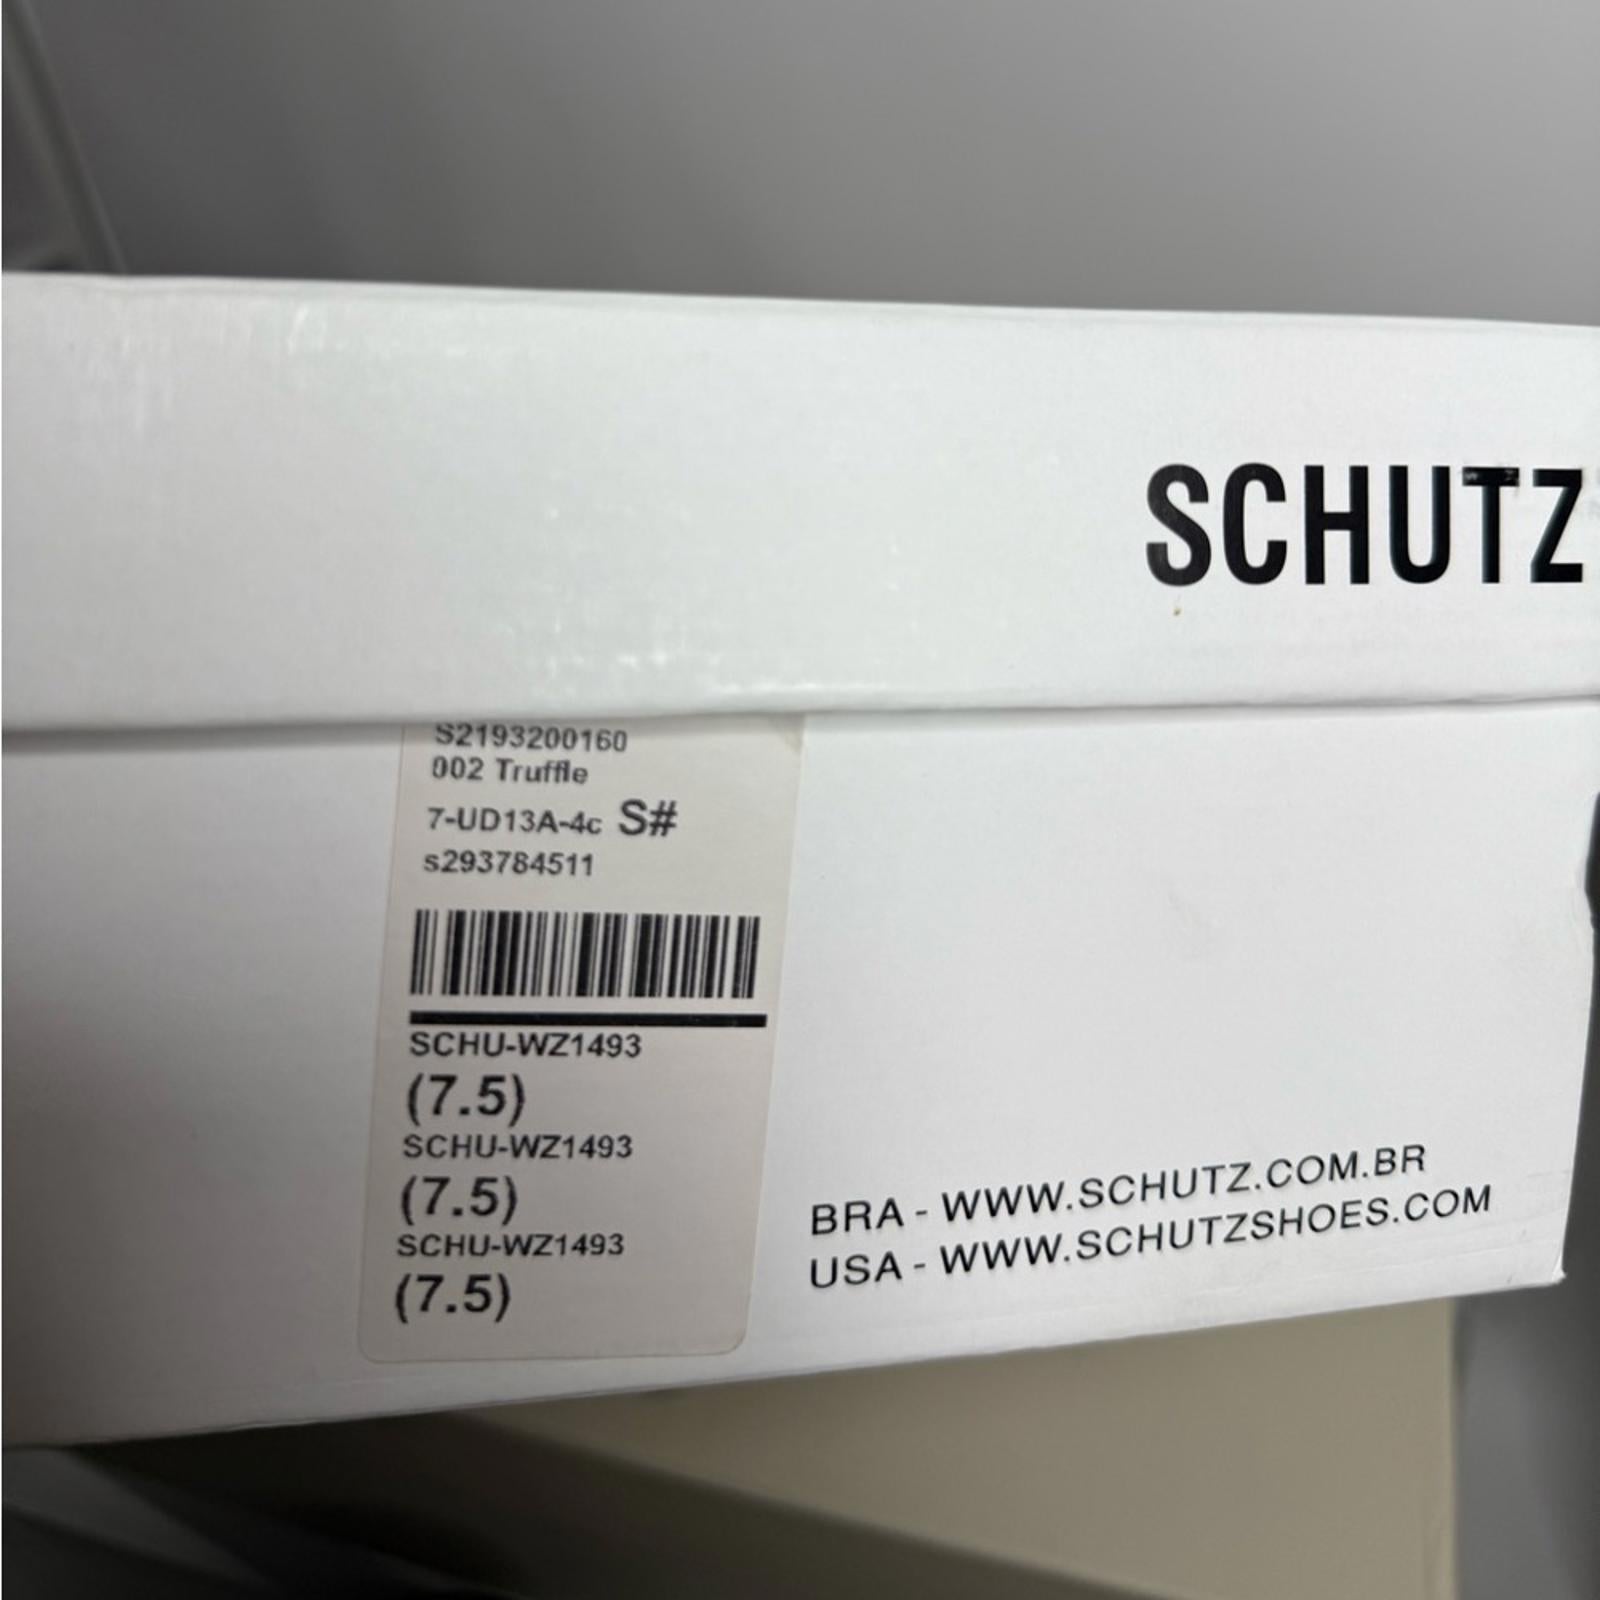 SCHUTZ
S2193200160
002 Truffle
7-UD13A-4c S#
s293784511
SCHU-WZ1493
(7.5)
SCHU-WZ1493
(7.5)
SCHU-WZ1493
(7.5)
BRA - WWW.SCHUTZ.COM.BR
USA - WWW.SCHUTZSHOES.COM